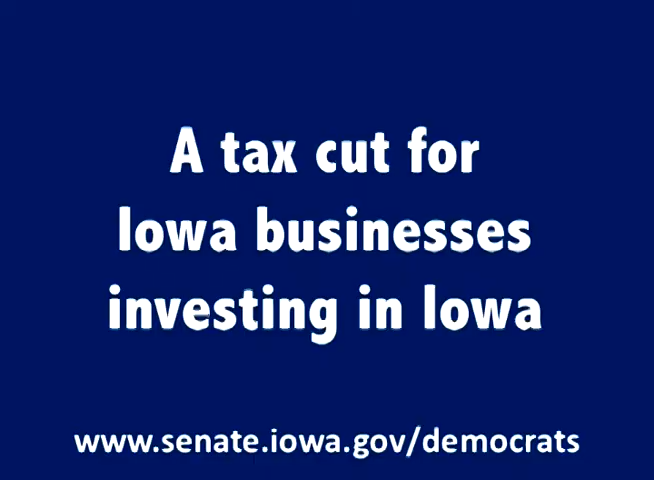 A tax cut for
Iowa businesses
investing in Iowa
www.senate.iowa.gov/democrats